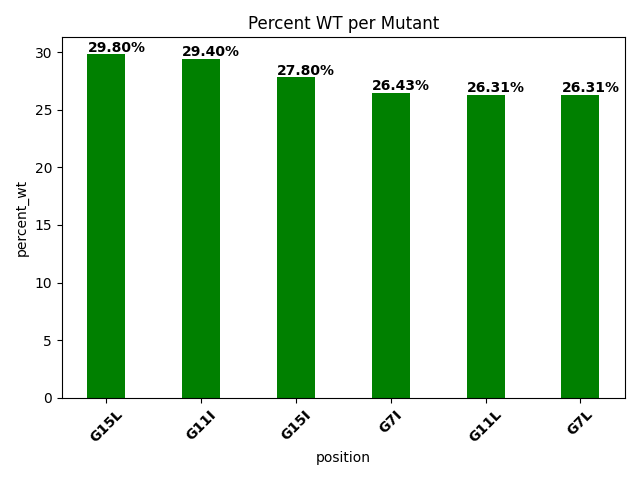 Percent WT per Mutant
percent_wt
30
25
20
15
10
5
0
29.80%
29.40%
27.80%
26.43%
26.31%
26.31%
G15L
G11I
G15I
G7I
G11L
G7L
position